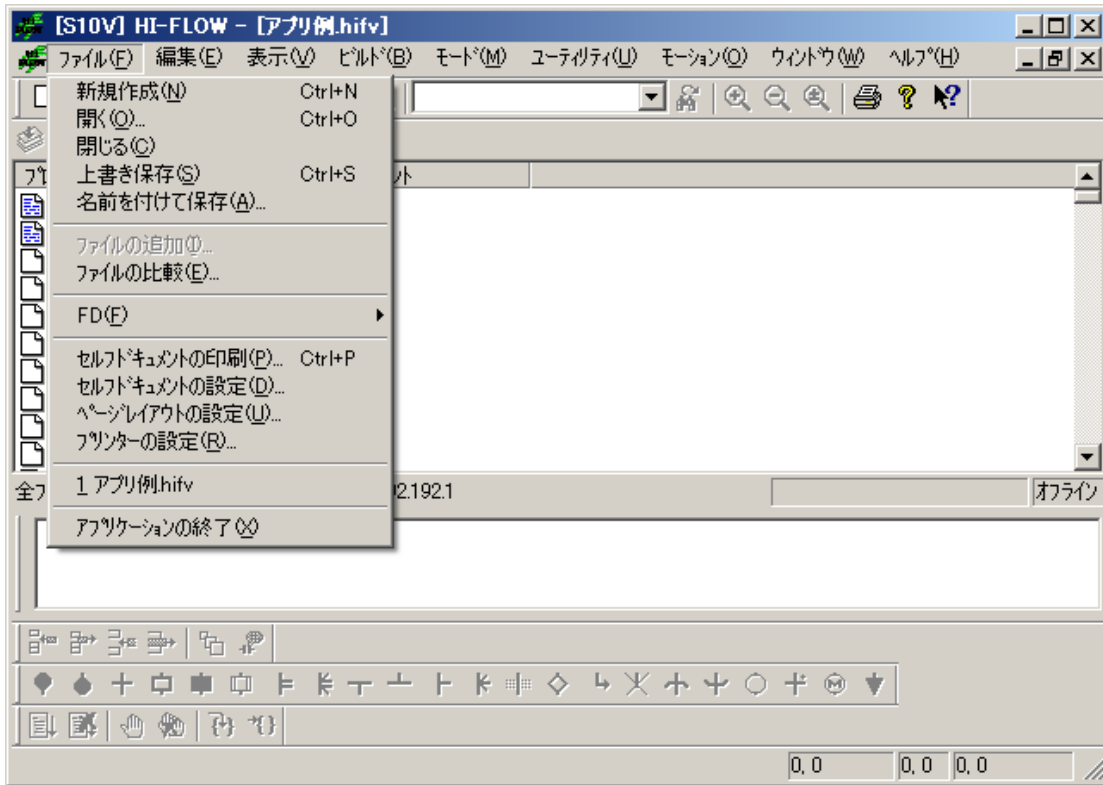 [S10V] HI-FLOW - [アプリ例.hifv]
ﾌｧｲﾙ(F) 編集(E) 表示(V) ﾋﾞﾙﾄﾞ(B) ﾓｰﾄﾞ(M) ﾕｰﾃｨﾘﾃｨ(U) ﾓｰｼｮﾝ(O) ｳｨﾝﾄﾞｳ(W) ﾍﾙﾌﾟ(H)
新規作成(N) Ctrl+N
開く(O)... Ctrl+O
閉じる(C)
上書き保存(S) Ctrl+S
名前を付けて保存(A)...
ﾌｧｲﾙの追加(I)...
ﾌｧｲﾙの比較(E)...
FD(F)
ｾﾙﾌﾄﾞｷｭﾒﾝﾄの印刷(P)... Ctrl+P
ｾﾙﾌﾄﾞｷｭﾒﾝﾄの設定(D)...
ﾍﾟｰｼﾞﾚｲｱｳﾄの設定(U)...
ﾌﾟﾘﾝﾀｰの設定(R)...
1 アプリ例.hifv
ｱﾌﾟﾘｹｰｼｮﾝの終了(X)
ﾝﾄ
全ﾌ 2.192.1 ｵﾌﾗｲﾝ
0, 0 0, 0 0, 0